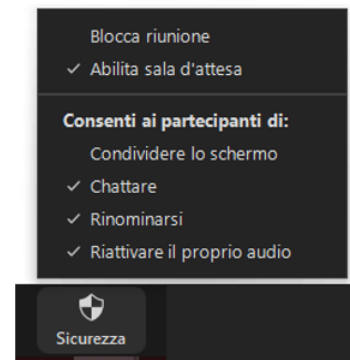 Blocca riunione
✓ Abilita sala d'attesa
Consenti ai partecipanti di:
Condividere lo schermo
✓ Chattare
✓ Rinominarsi
✓ Riattivare il proprio audio
Sicurezza